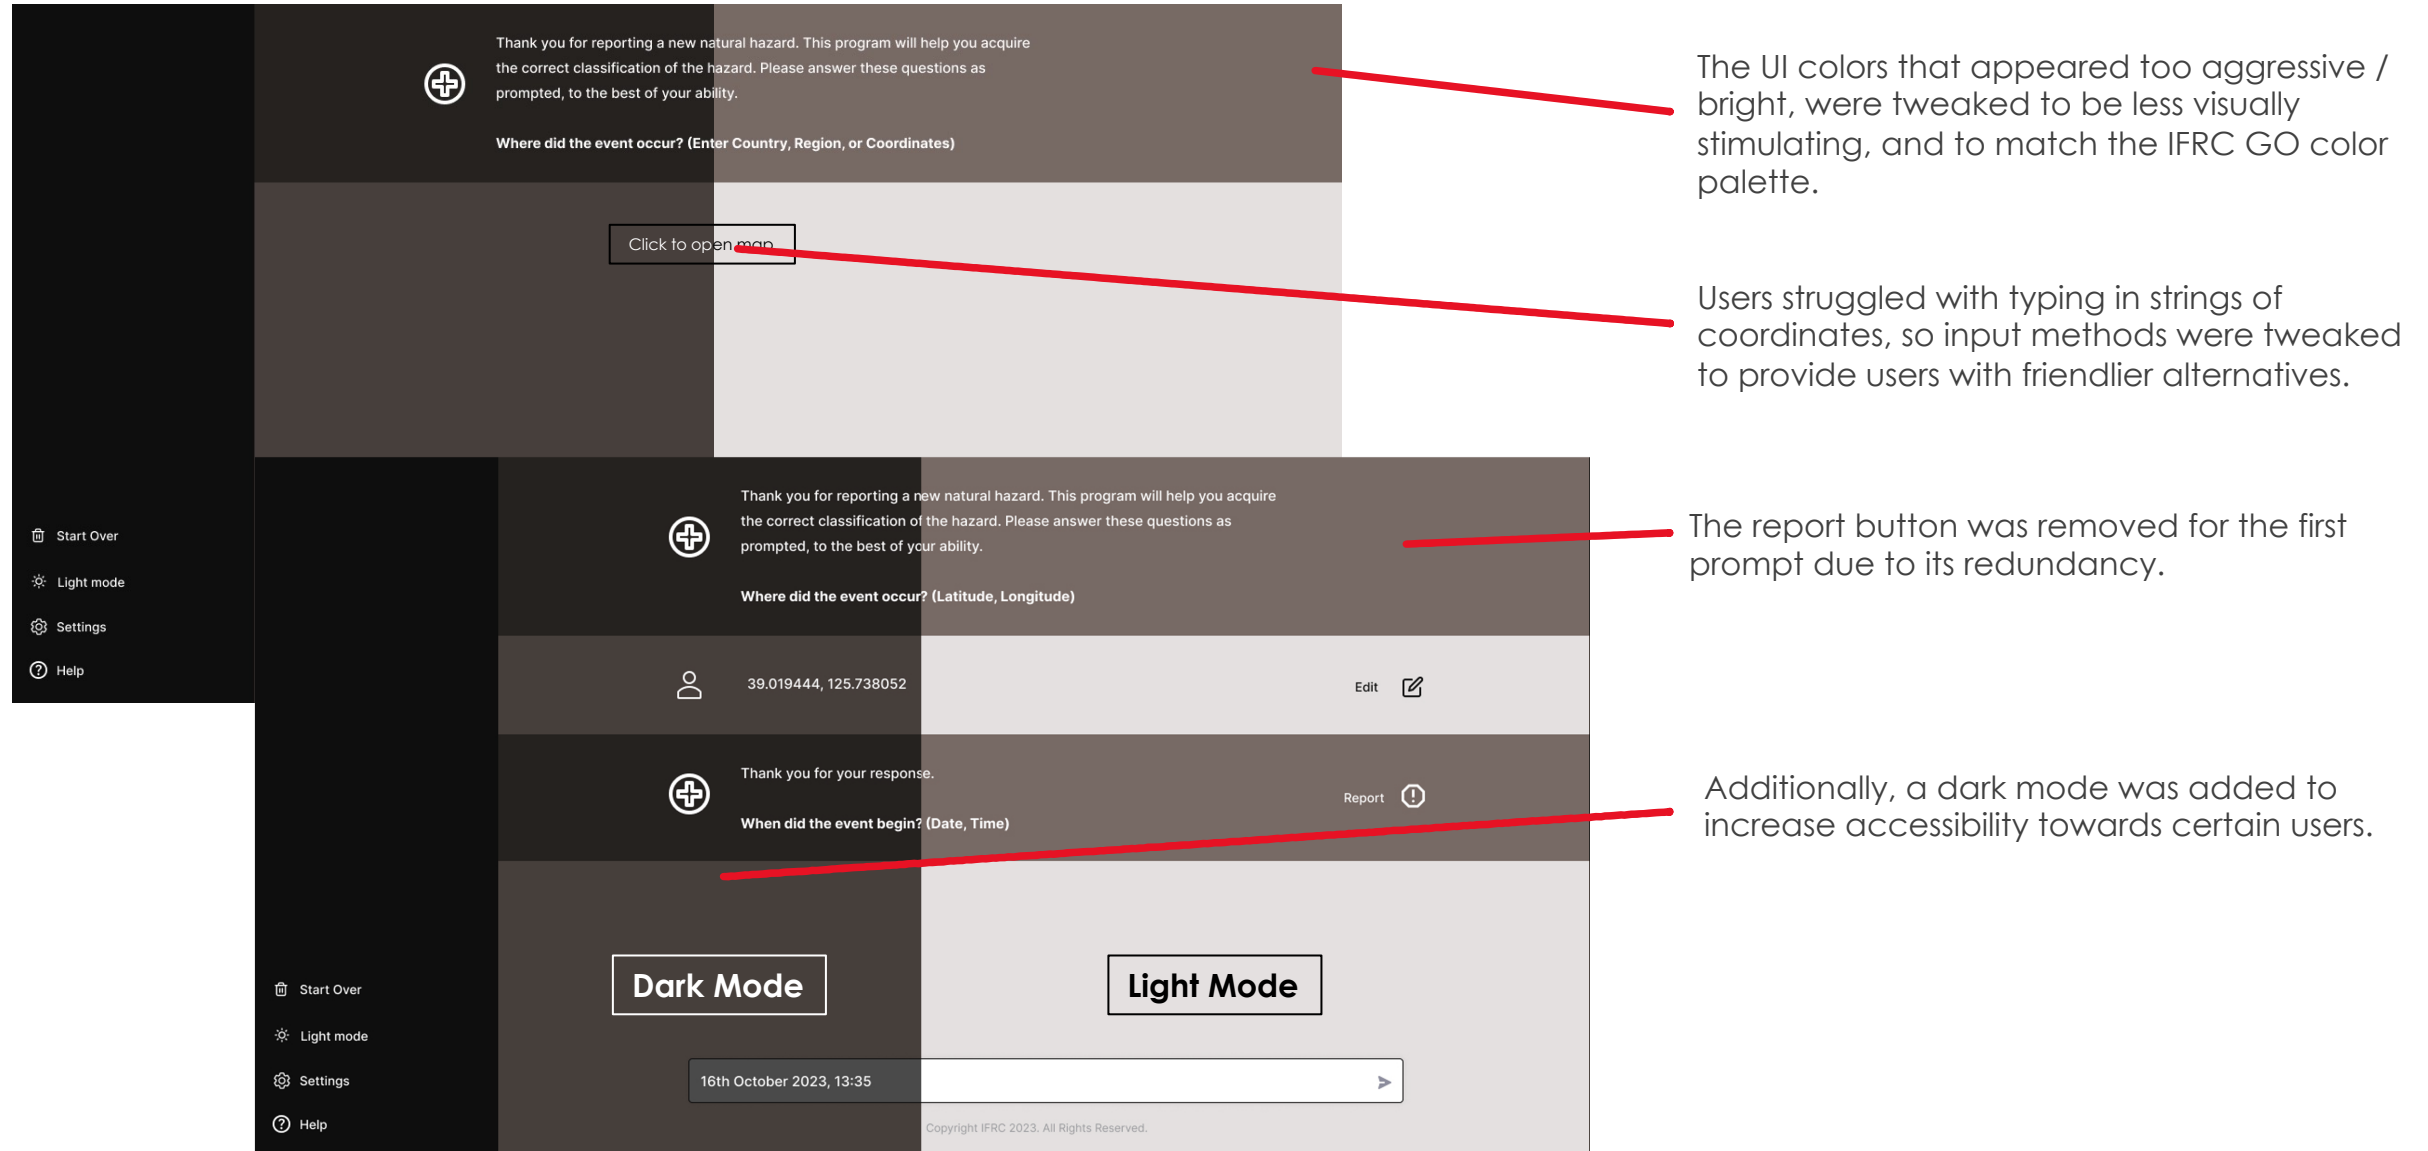 Thank you for reporting a new natural hazard. This program will help you acquire
the correct classification of the hazard. Please answer these questions as
prompted, to the best of your ability.
Where did the event occur? (Enter Country, Region, or Coordinates)
Click to open map
Start Over
Light mode
Settings
Help
Thank you for reporting a new natural hazard. This program will help you acquire
the correct classification of the hazard. Please answer these questions as
prompted, to the best of your ability.
Where did the event occur? (Latitude, Longitude)
39.019444, 125.738052
Edit
Thank you for your response.
Report
When did the event begin? (Date, Time)
Dark Mode
Light Mode
Start Over
Light mode
Settings
Help
16th October 2023, 13:35
Copyright IFRC 2023. All Rights Reserved.
The UI colors that appeared too aggressive /
bright, were tweaked to be less visually
stimulating, and to match the IFRC GO color
palette.
Users struggled with typing in strings of
coordinates, so input methods were tweaked
to provide users with friendlier alternatives.
The report button was removed for the first
prompt due to its redundancy.
Additionally, a dark mode was added to
increase accessibility towards certain users.